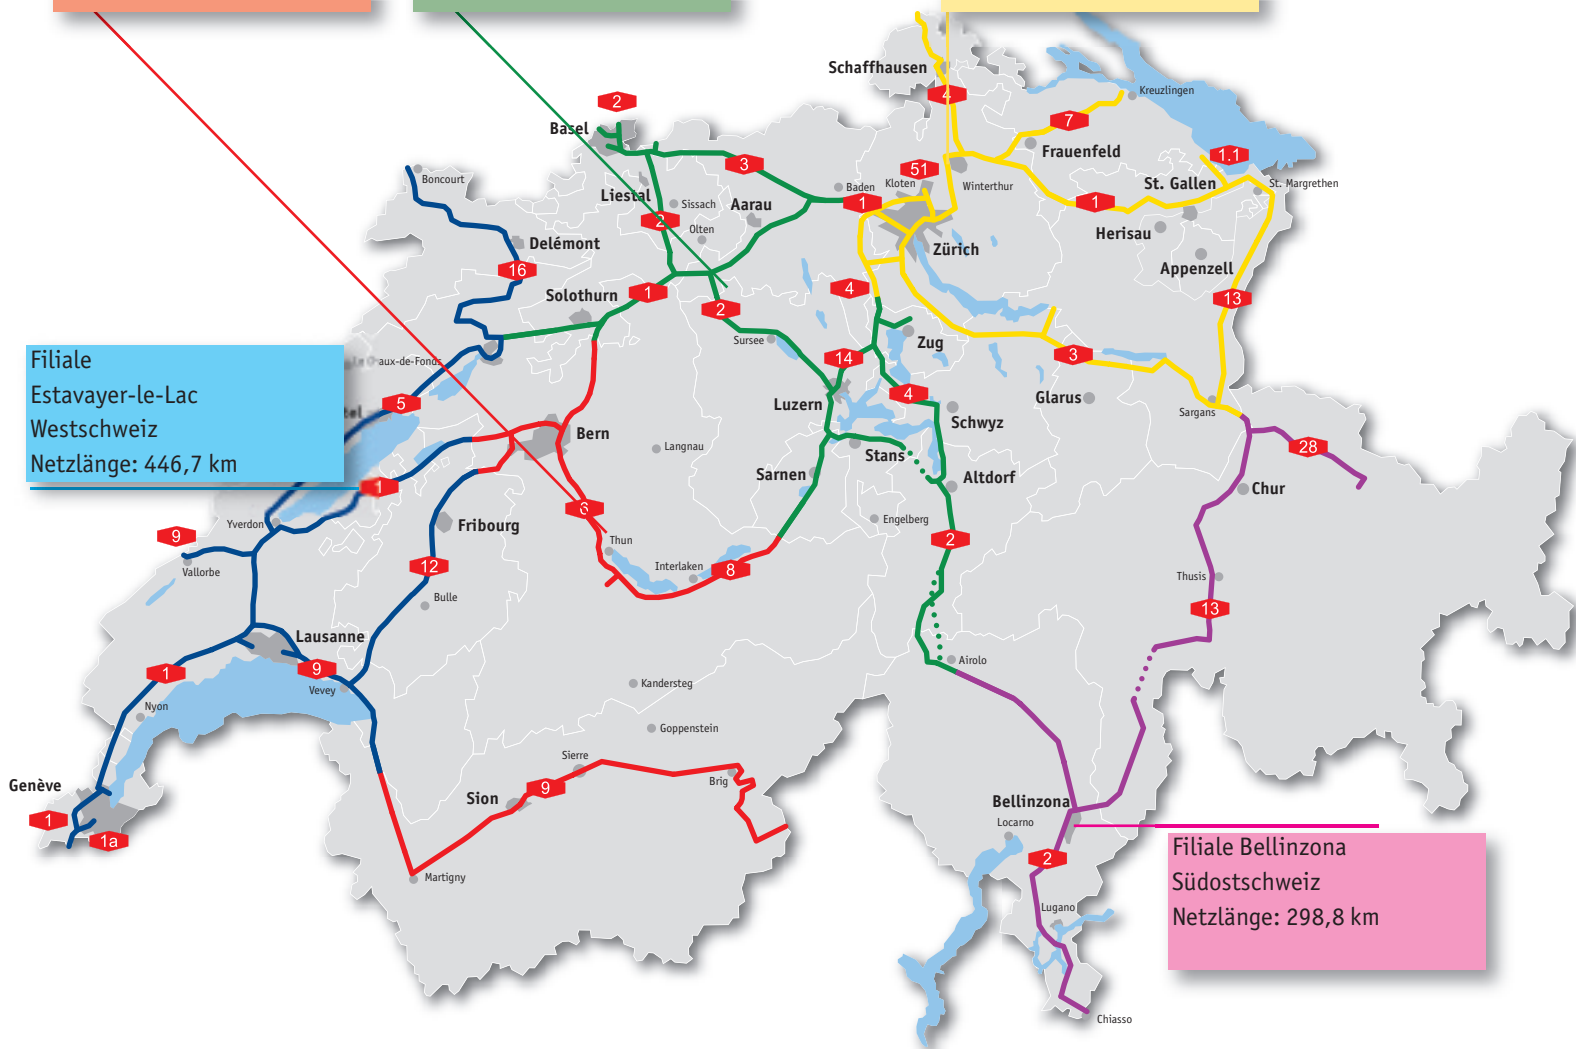 Schaffhausen
4
Kreuzlingen
7
Frauenfeld
2
Basel
3
51
1.1
Boncourt
Liestal
Sissach
Aarau
Baden
Kloten
Winterthur
St. Gallen
St. Margrethen
1
1
2
Olten
Herisau
Delémont
Zürich
Appenzell
16
Solothurn
1
4
13
2
Sursee
Zug
14
3
Filiale
Estavayer-le-Lac
Westschweiz
Netzlänge: 446,7 km
aux-de-Fonds
5
tel
4
Luzern
Glarus
Sargans
Schwyz
Bern
Langnau
Stans
28
Sarnen
Altdorf
Chur
1
6
Yverdon
Fribourg
Engelberg
9
Vallorbe
Thun
2
12
Interlaken
8
Thusis
Bulle
13
Lausanne
9
1
Vevey
Airolo
Kandersteg
Nyon
Goppenstein
Sierre
Genève
Brig
9
Sion
Bellinzona
Locarno
1
1a
2
Filiale Bellinzona
Südostschweiz
Netzlänge: 298,8 km
Martigny
Lugano
Chiasso